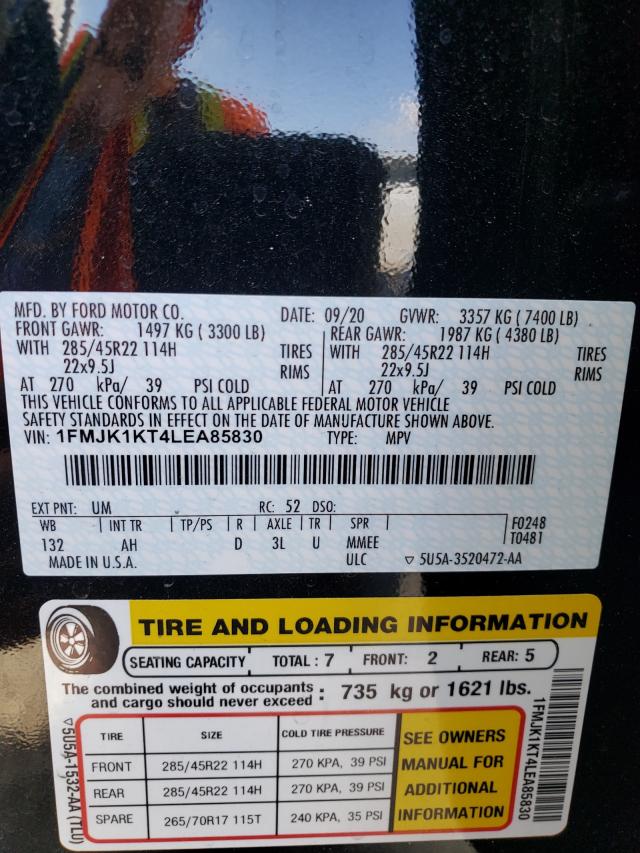 MFD. BY FORD MOTOR CO. DATE: 09/20 GVWR: 3357 KG ( 7400 LB)
FRONT GAWR: 1497 KG ( 3300 LB) REAR GAWR: 1987 KG ( 4380 LB)
WITH 285/45R22 114H TIRES WITH 285/45R22 114H TIRES
22x9.5J RIMS 22x9.5J RIMS
AT 270 kPa/ 39 PSI COLD AT 270 kPa/ 39 PSI COLD
THIS VEHICLE CONFORMS TO ALL APPLICABLE FEDERAL MOTOR VEHICLE
SAFETY STANDARDS IN EFFECT ON THE DATE OF MANUFACTURE SHOWN ABOVE.
VIN: 1FMJK1KT4LEA85830 TYPE: MPV
EXT PNT: UM RC: 52 DSO:
WB INT TR TP/PS R AXLE TR SPR F0248
132 AH D 3L U MMEE T0481
MADE IN U.S.A. ULC ▽ 5U5A-3520472-AA
TIRE AND LOADING INFORMATION
SEATING CAPACITY TOTAL : 7 FRONT: 2 REAR: 5
The combined weight of occupants
and cargo should never exceed : 735 kg or 1621 lbs.
TIRE SIZE COLD TIRE PRESSURE
FRONT 285/45R22 114H 270 KPA, 39 PSI
REAR 285/45R22 114H 270 KPA, 39 PSI
SPARE 265/70R17 115T 240 KPA, 35 PSI
SEE OWNERS
MANUAL FOR
ADDITIONAL
INFORMATION
▽5U5A-1532-AA (TLU)
1FMJK1KT4LEA85830